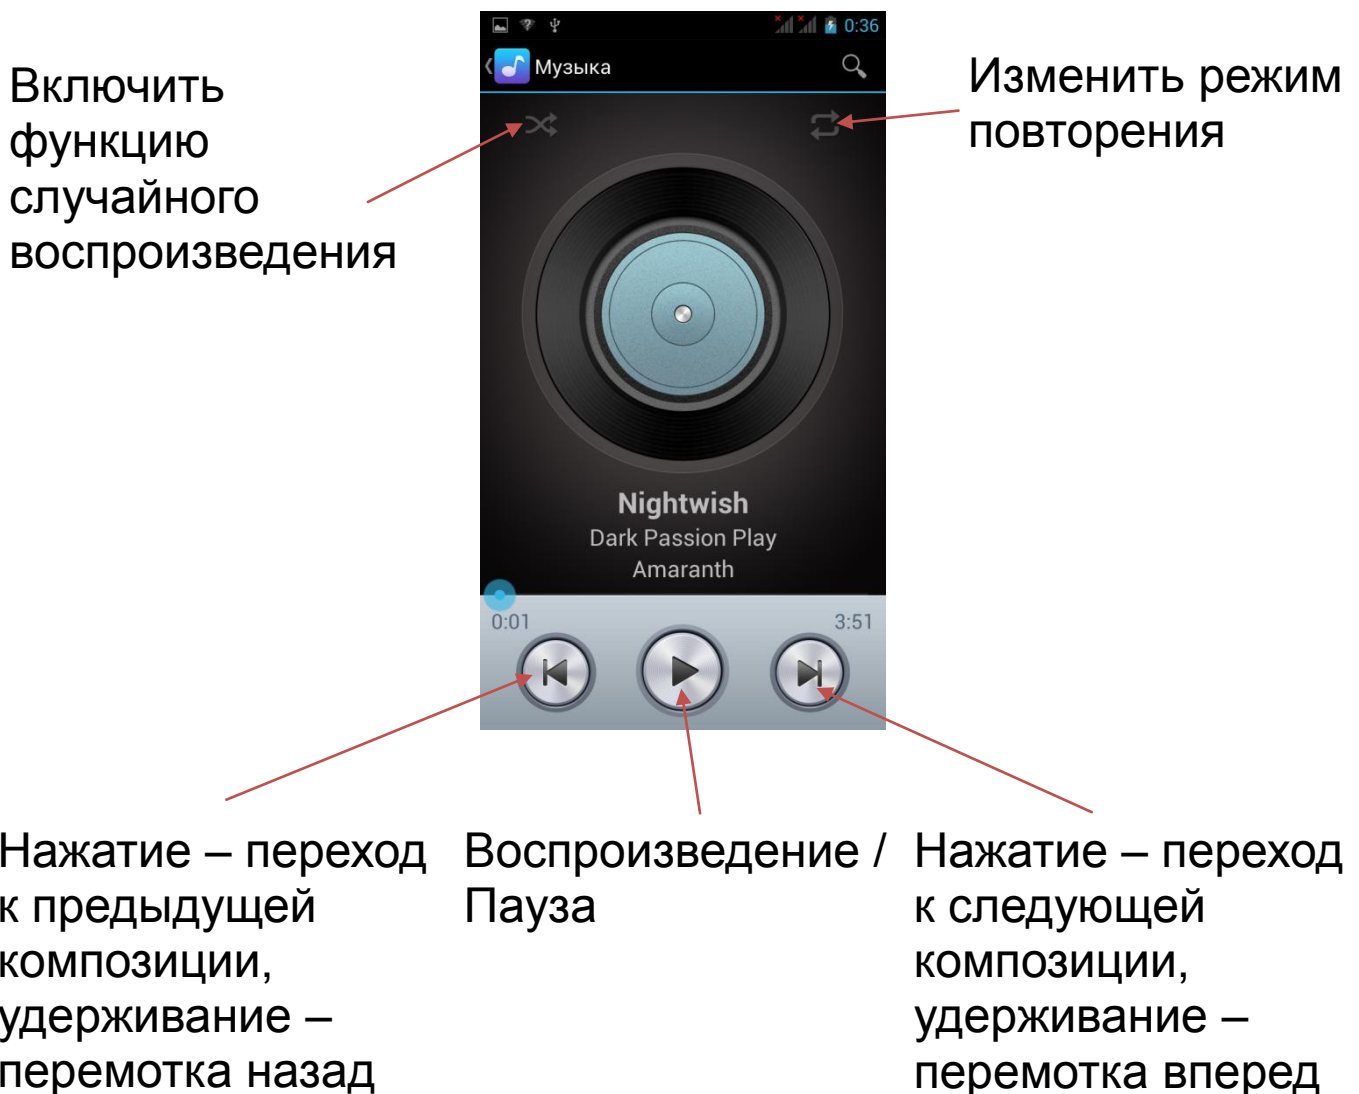 Включить
функцию
случайного
воспроизведения
0:36
Музыка
Изменить режим
повторения
Nightwish
Dark Passion Play
Amaranth
0:01
3:51
Нажатие – переход
к предыдущей
композиции,
удерживание –
перемотка назад
Воспроизведение /
Пауза
Нажатие – переход
к следующей
композиции,
удерживание –
перемотка вперед